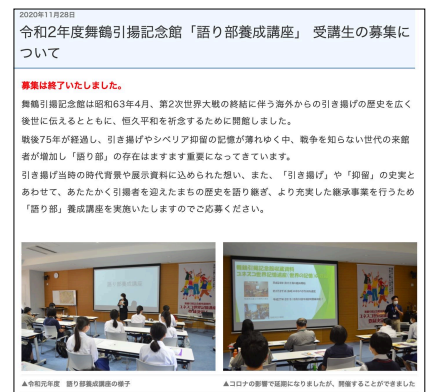 2020年11月28日
令和2年度舞鶴引揚記念館「語り部養成講座」 受講生の募集に
ついて
募集は終了いたしました。
舞鶴引揚記念館は昭和63年4月、第2次世界大戦の終結に伴う海外からの引き揚げの歴史を広く
後世に伝えるとともに、恒久平和を祈念するために開館しました。
戦後75年が経過し、引き揚げやシベリア抑留の記憶が薄れゆく中、戦争を知らない世代の来館
者が増加し「語り部」の存在はますます重要になってきています。
引き揚げ当時の時代背景や展示資料に込められた想い、また、「引き揚げ」や「抑留」の史実と
あわせて、あたたかく引揚者を迎えたまちの歴史を語り継ぎ、より充実した継承事業を行うため
「語り部」養成講座を実施いたしますのでご応募ください。
▲令和元年度 語り部養成講座の様子
▲コロナの影響で延期になりましたが、開催することができました